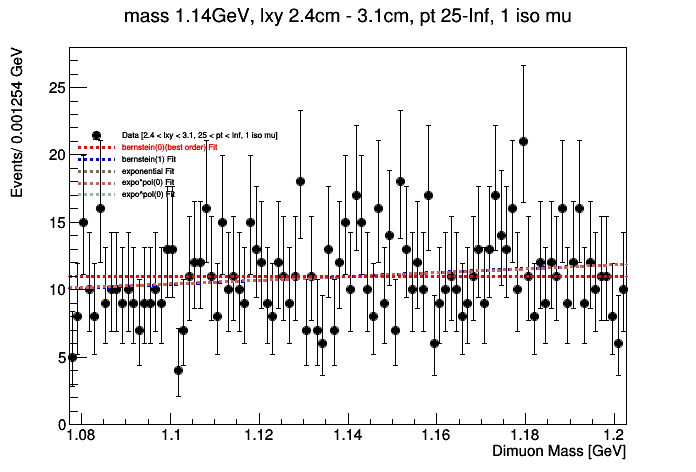 mass 1.14GeV, lxy 2.4cm - 3.1cm, pt 25-Inf, 1 iso mu
Events/ 0.001254 GeV
25
20
15
10
5
0
Data [2.4 < lxy < 3.1, 25 < pt < Inf, 1 iso mu]
bernstein(0)(best order) Fit
bernstein(1) Fit
exponential Fit
expo*pol(0) Fit
expo*pol(0) Fit
1.08 1.1 1.12 1.14 1.16 1.18 1.2
Dimuon Mass [GeV]